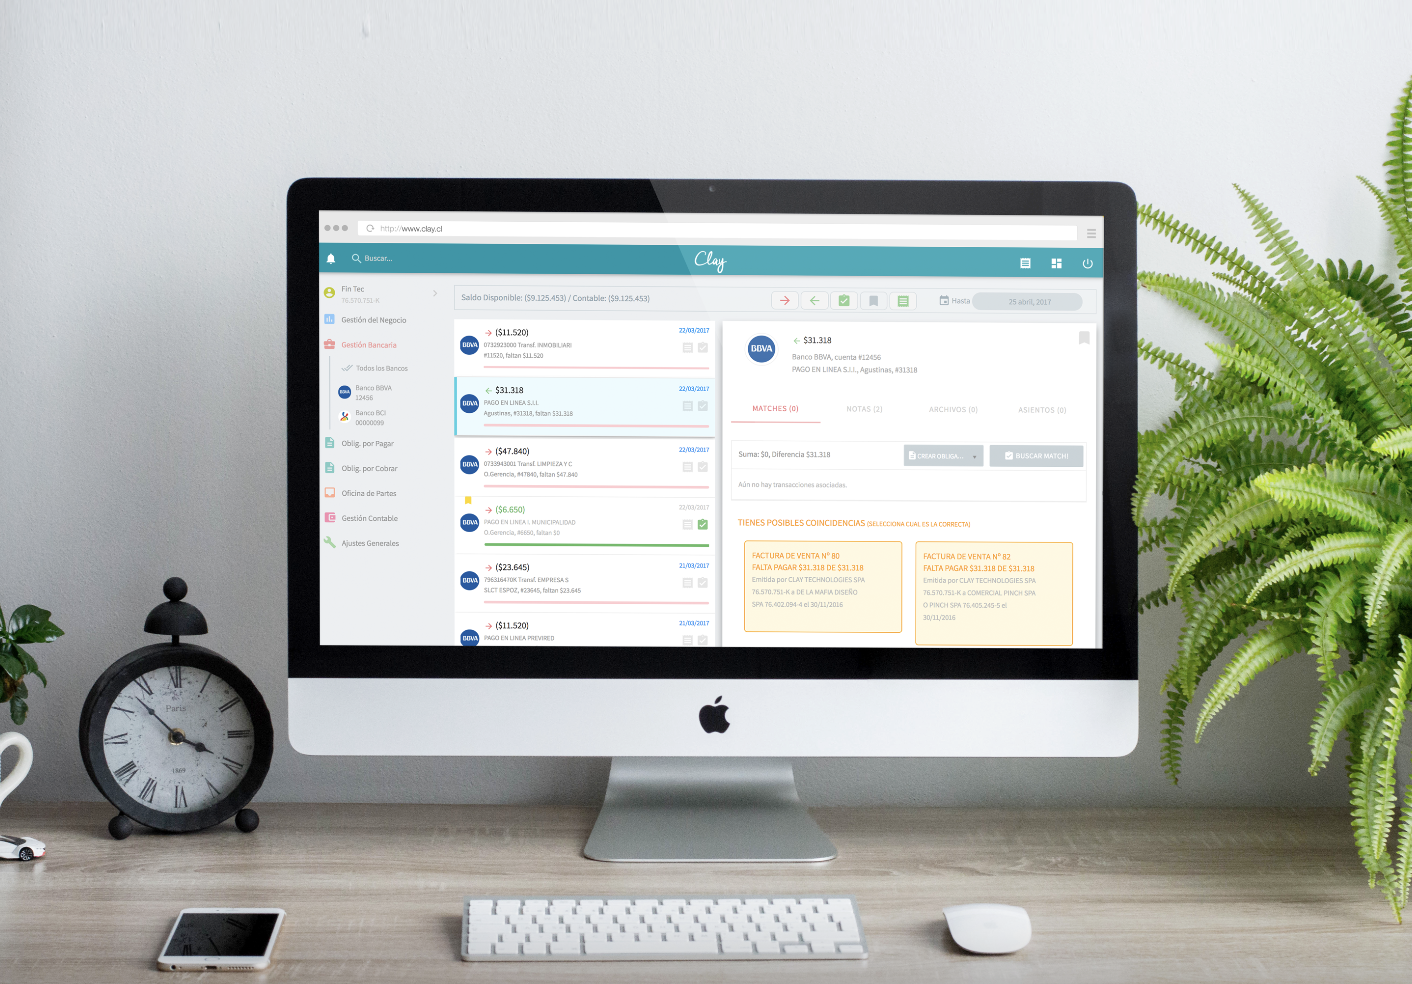 http://www.clay.cl
Buscar...
Clay
Fin Tec
76.570.751-K
Gestión del Negocio
Gestión Bancaria
Todos los Bancos
BBVA
Banco BBVA
12456
Banco BCI
00000099
Oblig. por Pagar
Oblig. por Cobrar
Oficina de Partes
Gestión Contable
Ajustes Generales
Saldo Disponible: ($9.125.453) / Contable: ($9.125.453)
Hasta
25 abril, 2017
BBVA
($11.520)
22/03/2017
0732923000 Transf. INMOBILIARI
#11520, faltan $11.520
BBVA
$31.318
22/03/2017
PAGO EN LINEA S.I.I.
Agustinas, #31318, faltan $31.318
BBVA
($47.840)
22/03/2017
0733943001 Transf. LIMPIEZA Y C
O.Gerencia, #47840, faltan $47.840
BBVA
($6.650)
22/03/2017
PAGO EN LINEA I. MUNICIPALIDAD
O.Gerencia, #6650, faltan $0
BBVA
($23.645)
21/03/2017
796316470K Transf. EMPRESA S
SLCT ESPOZ, #23645, faltan $23.645
BBVA
($11.520)
21/03/2017
PAGO EN LINEA PREVIRED
BBVA
$31.318
Banco BBVA, cuenta #12456
PAGO EN LINEA S.I.I., Agustinas, #31318
MATCHES (0)
NOTAS (2)
ARCHIVOS (0)
ASIENTOS (0)
Suma: $0, Diferencia $31.318
CREAR OBLIGA...
BUSCAR MATCH!
Aún no hay transacciones asociadas.
TIENES POSIBLES COINCIDENCIAS (SELECCIONA CUAL ES LA CORRECTA)
FACTURA DE VENTA Nº 80
FALTA PAGAR $31.318 DE $31.318
Emitida por CLAY TECHNOLOGIES SPA
76.570.751-K a DE LA MAFIA DISEÑO
SPA 76.402.094-4 el 30/11/2016
FACTURA DE VENTA Nº 82
FALTA PAGAR $31.318 DE $31.318
Emitida por CLAY TECHNOLOGIES SPA
76.570.751-K a COMERCIAL PINCH SPA
O PINCH SPA 76.405.245-5 el
30/11/2016
Paris
1869